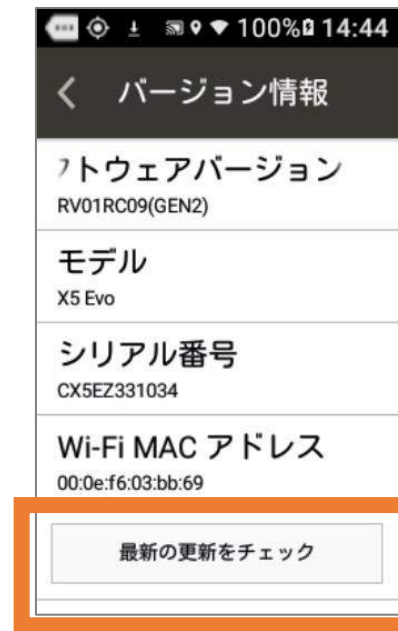 100% 14:44
バージョン情報
フトウェアバージョン
RV01RC09(GEN2)
モデル
X5 Evo
シリアル番号
CX5EZ331034
Wi-Fi MAC アドレス
00:0e:f6:03:bb:69
最新の更新をチェック